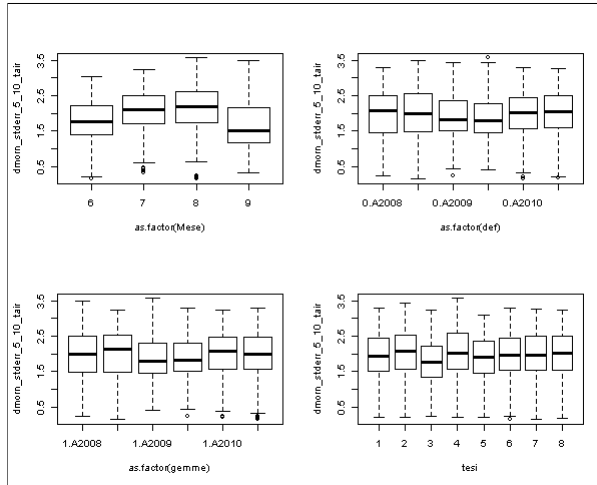 dmorn_stderr_5_10_tair
0.5 1.5 2.5 3.5
6 7 8 9
as.factor(Mese)
dmorn_stderr_5_10_tair
0.5 1.5 2.5 3.5
0.A2008 0.A2009 0.A2010
as.factor(def)
dmorn_stderr_5_10_tair
0.5 1.5 2.5 3.5
1.A2008 1.A2009 1.A2010
as.factor(gemme)
dmorn_stderr_5_10_tair
0.5 1.5 2.5 3.5
1 2 3 4 5 6 7 8
tesi